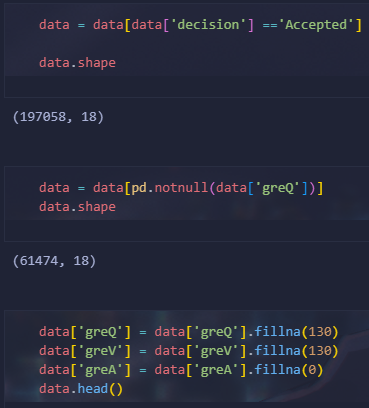 data = data[data['decision'] =='Accepted']
data.shape
(197058, 18)
data = data[pd.notnull(data['greQ'])]
data.shape
(61474, 18)
data['greQ'] = data['greQ'].fillna(130)
data['greV'] = data['greV'].fillna(130)
data['greA'] = data['greA'].fillna(0)
data.head()